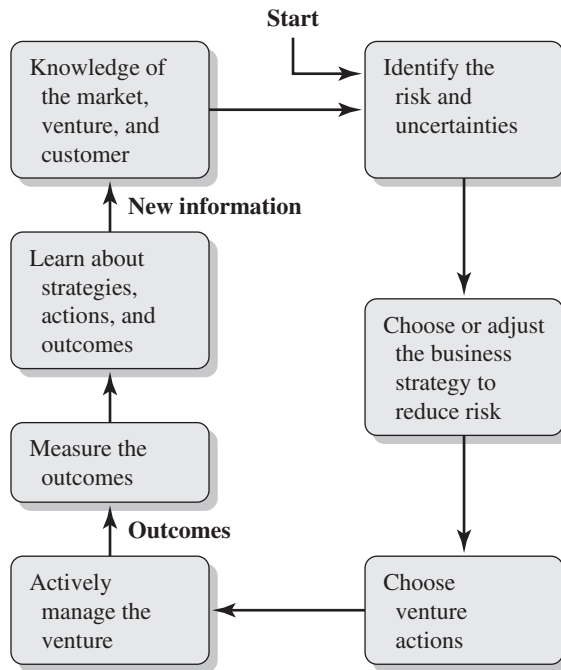 Start
Knowledge of
the market,
venture, and
customer
Identify the
risk and
uncertainties
New information
Learn about
strategies,
actions, and
outcomes
Choose or adjust
the business
strategy to
reduce risk
Measure the
outcomes
Outcomes
Actively
manage the
venture
Choose
venture
actions